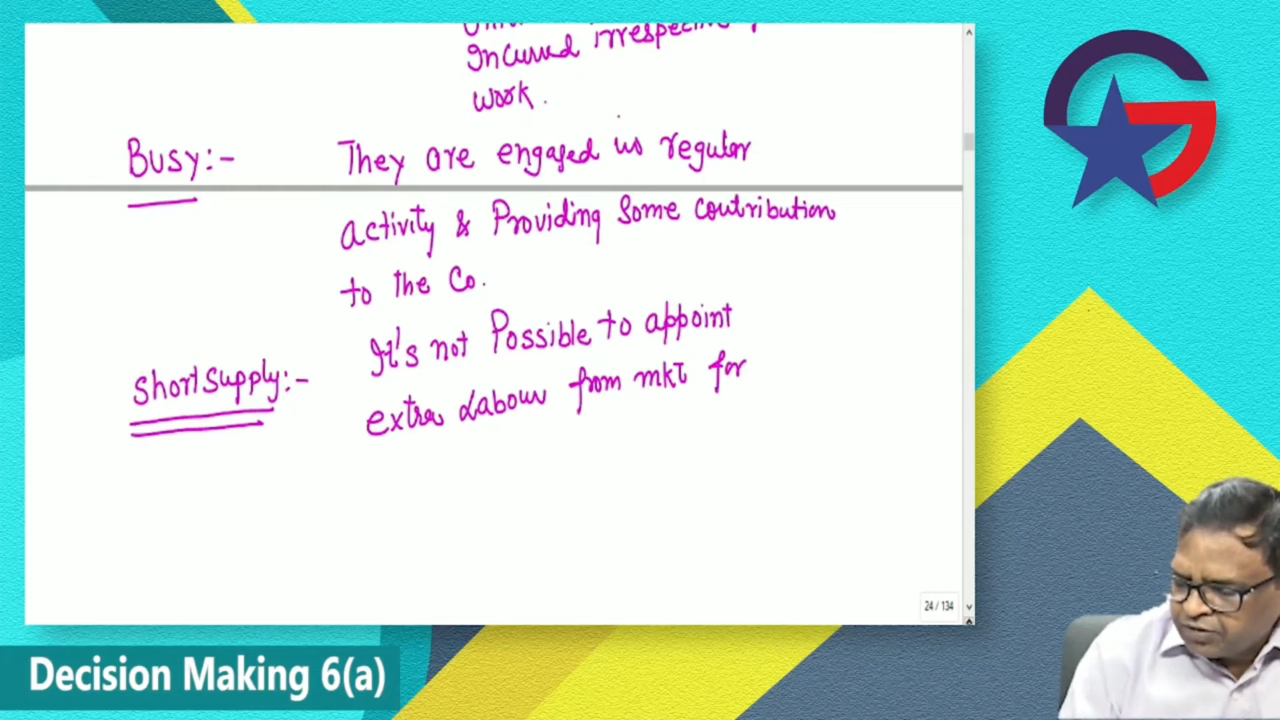 Incurred irrespective
work.
Busy:- They are engaged in regular
activity & Providing Some contribution
to the Co.
Short Supply:- It's not Possible to appoint
extra Labour from mkt for
24 / 134
Decision Making 6(a)